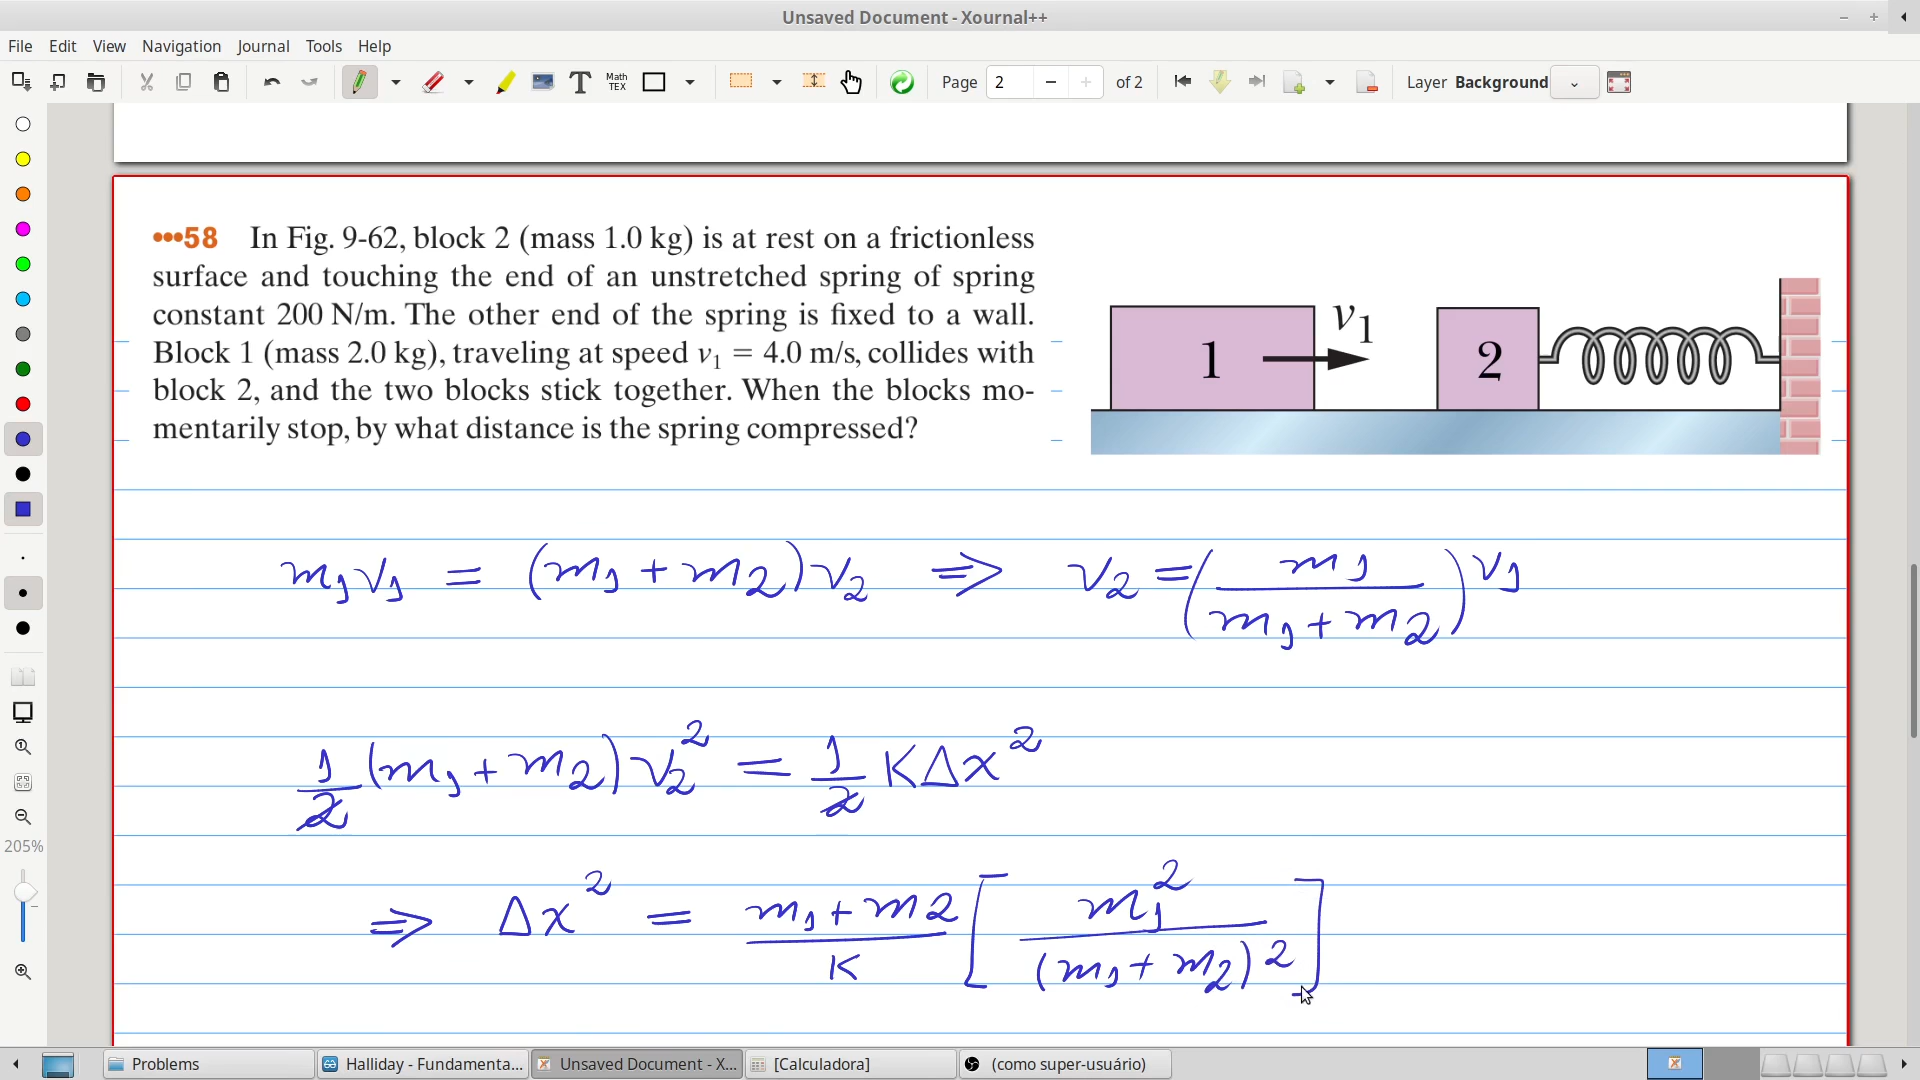 Unsaved Document - Xournal++
File Edit View Navigation Journal Tools Help
Math TEX Page 2 of 2 Layer Background
•••58 In Fig. 9-62, block 2 (mass 1.0 kg) is at rest on a frictionless
surface and touching the end of an unstretched spring of spring
constant 200 N/m. The other end of the spring is fixed to a wall.
Block 1 (mass 2.0 kg), traveling at speed v₁ = 4.0 m/s, collides with
block 2, and the two blocks stick together. When the blocks mo-
mentarily stop, by what distance is the spring compressed?
1 v₁ 2
m₁v₁ = (m₁ + m₂)v₂ ⇒ v₂ = (m₁ / (m₁ + m₂)) v₁
1/2 (m₁ + m₂) v₂² = 1/2 K Δx²
⇒ Δx² = (m₁ + m₂)/K [m₁² / (m₁ + m₂)²]
205%
Problems
Halliday - Fundamenta...
Unsaved Document - X...
[Calculadora]
(como super-usuário)